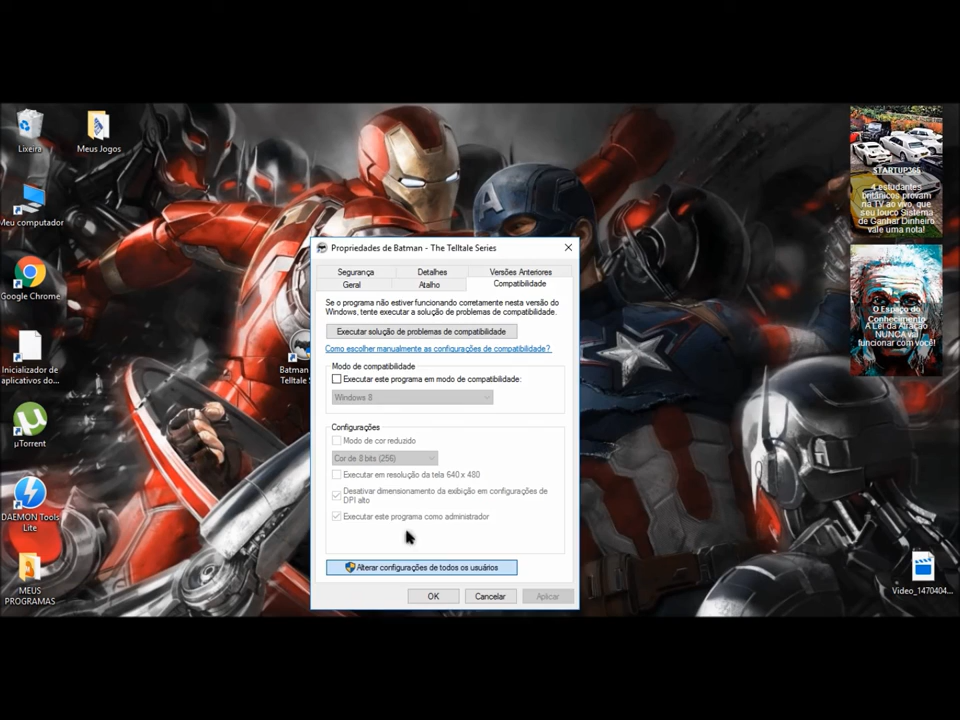 Lixeira
Meus Jogos
Meu computador
Google Chrome
Inicializador de
aplicativos do...
µTorrent
DAEMON Tools
Lite
MEUS
PROGRAMAS
Batman
Telltale S
Propriedades de Batman - The Telltale Series
Segurança
Detalhes
Versões Anteriores
Geral
Atalho
Compatibilidade
Se o programa não estiver funcionando corretamente nesta versão do
Windows, tente executar a solução de problemas de compatibilidade.
Executar solução de problemas de compatibilidade
Como escolher manualmente as configurações de compatibilidade?
Modo de compatibilidade
Executar este programa em modo de compatibilidade:
Windows 8
Configurações
Modo de cor reduzido
Cor de 8 bits (256)
Executar em resolução da tela 640 x 480
Desativar dimensionamento da exibição em configurações de
DPI alto
Executar este programa como administrador
Alterar configurações de todos os usuários
OK
Cancelar
Aplicar
STARTUP365
4 estudantes
britânicos provam
na TV ao vivo, que
seu louco Sistema
de Ganhar Dinheiro
vale uma nota!
O Espaço do
Conhecimento
A Lei da Atração
NUNCA vai
funcionar com você!
Video_1470404...